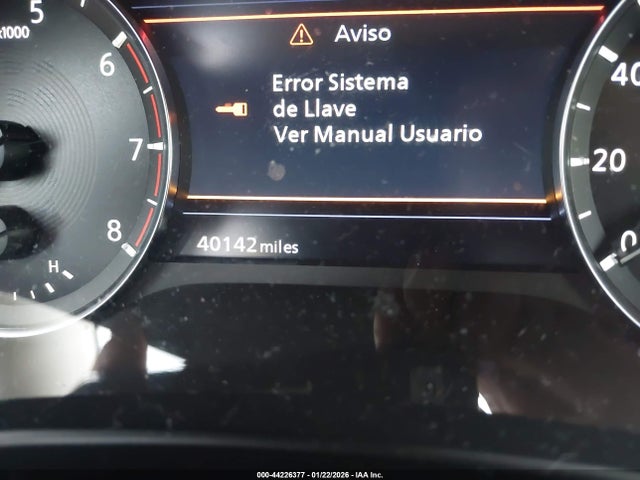 5
x1000
6
7
8
H
Aviso
Error Sistema
de Llave
Ver Manual Usuario
40142 miles
40
20
0
000-44226377 - 01/22/2026 - IAA Inc.